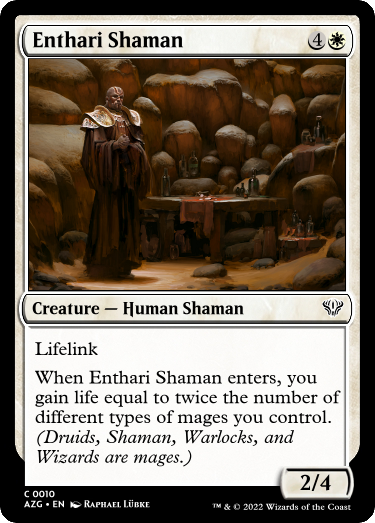 Enthari Shaman 4
Creature — Human Shaman
Lifelink
When Enthari Shaman enters, you
gain life equal to twice the number of
different types of mages you control.
(Druids, Shaman, Warlocks, and
Wizards are mages.)
2/4
C 0010
AZG • EN Raphael Lübke
™ & © 2022 Wizards of the Coast